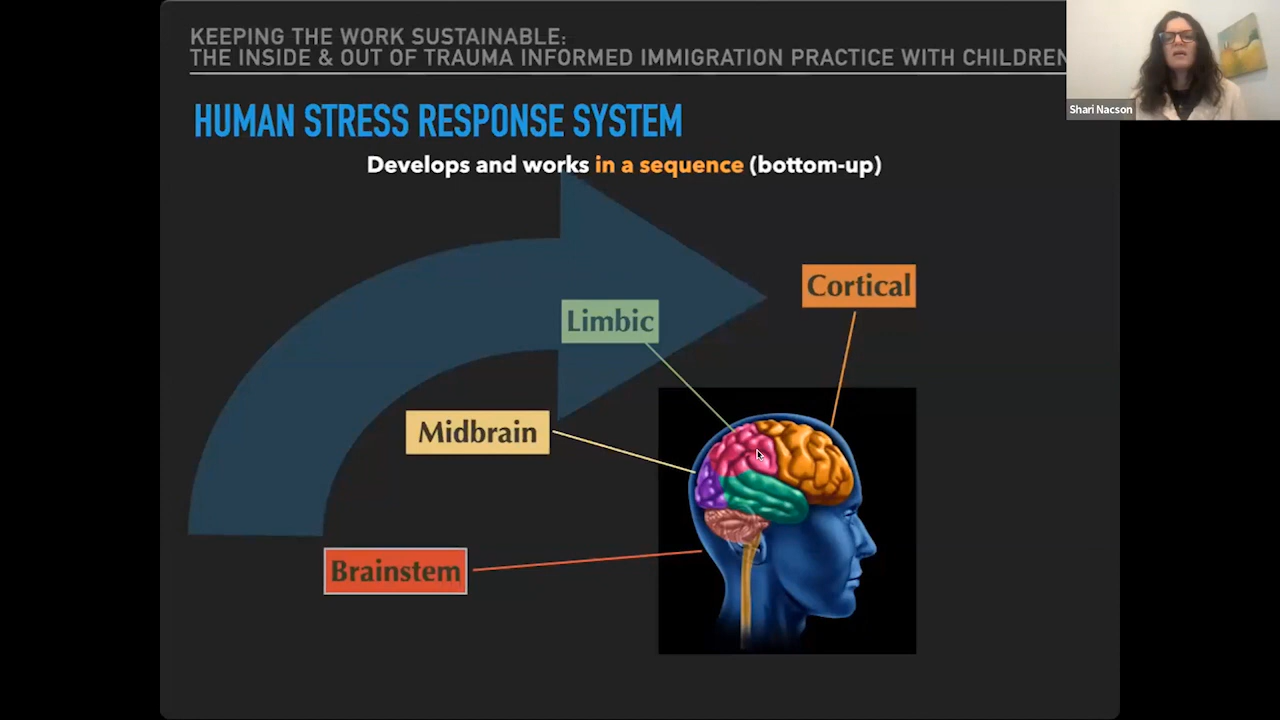 KEEPING THE WORK SUSTAINABLE:
THE INSIDE & OUT OF TRAUMA INFORMED IMMIGRATION PRACTICE WITH CHILDREN
Shari Nacson
HUMAN STRESS RESPONSE SYSTEM
Develops and works in a sequence (bottom-up)
Cortical
Limbic
Midbrain
Brainstem